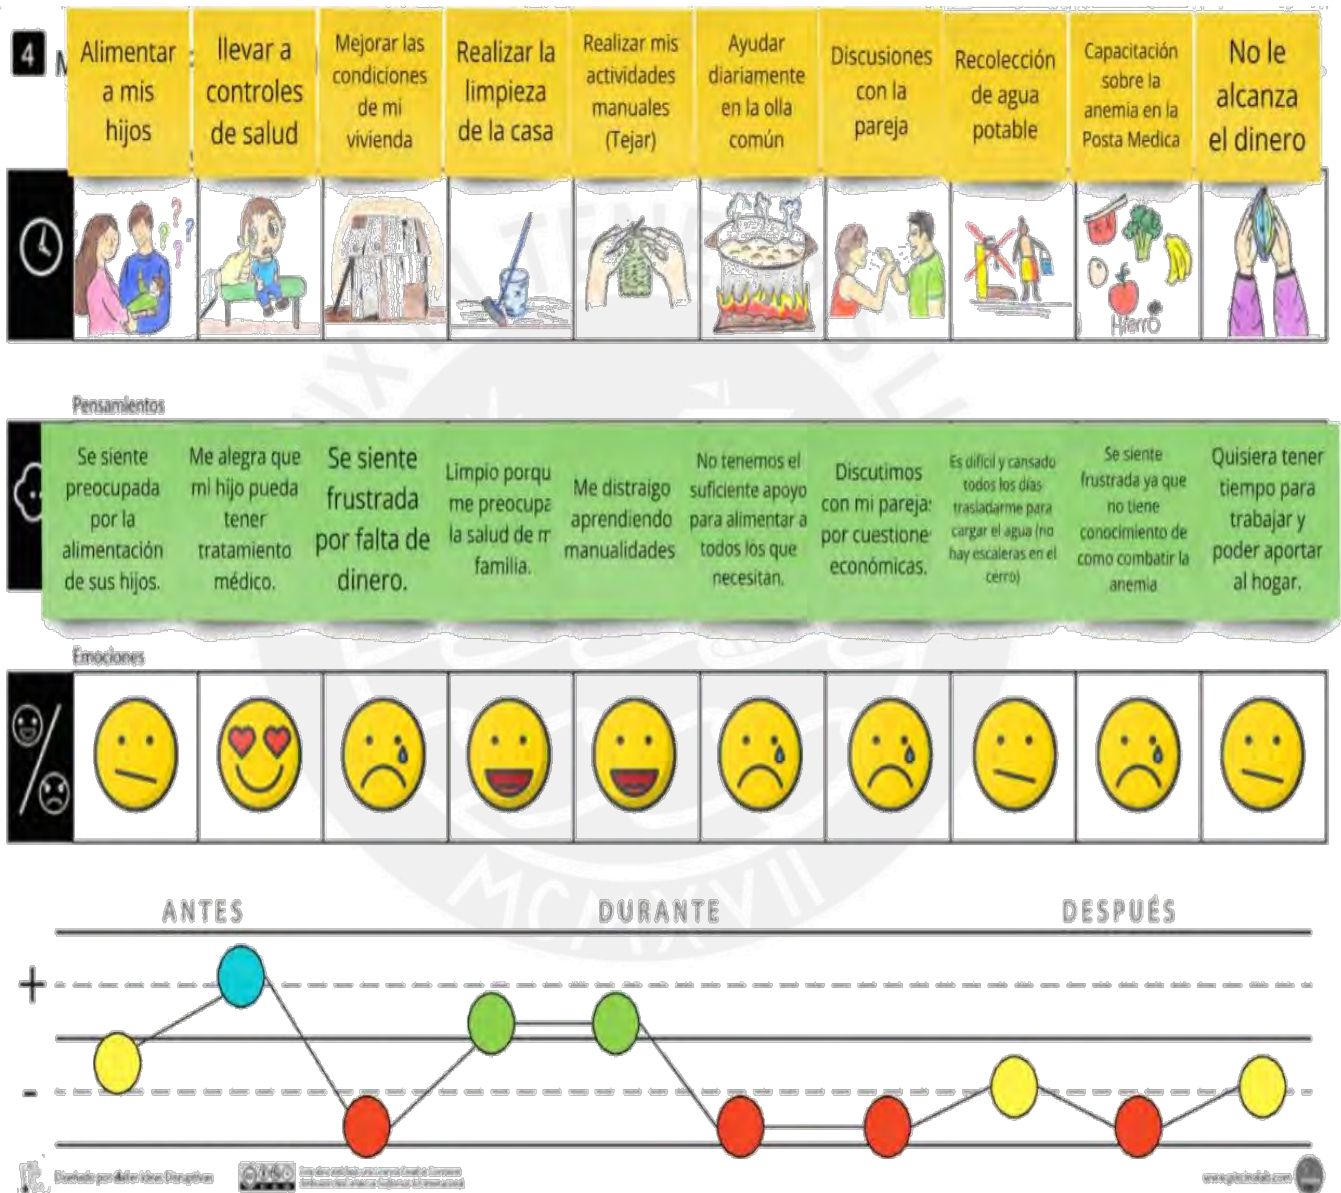 4
M
Alimentar
a mis
hijos
llevar a
controles
de salud
Mejorar las
condiciones
de mi
vivienda
Realizar la
limpieza
de la casa
Realizar mis
actividades
manuales
(Tejar)
Ayudar
diariamente
en la olla
común
Discusiones
con la
pareja
Recolección
de agua
potable
Capacitación
sobre la
anemia en la
Posta Medica
No le
alcanza
el dinero
Hierro
Pensamientos
Se siente
preocupada
por la
alimentación
de sus hijos.
Me alegra que
mi hijo pueda
tener
tratamiento
médico.
Se siente
frustrada
por falta de
dinero.
Limpio porqu
me preocupa
la salud de m
familia.
Me distraigo
aprendiendo
manualidades
No tenemos el
suficiente apoyo
para alimentar a
todos los que
necesitan.
Discutimos
con mi pareja
por cuestione
económicas.
Es difícil y cansado
todos los días
trasladarme para
cargar el agua (no
hay escaleras en el
cerro)
Se siente
frustrada ya que
no tiene
conocimiento de
como combatir la
anemia
Quisiera tener
tiempo para
trabajar y
poder aportar
al hogar.
Emociones
MCMXVII
ANTES
DURANTE
DESPUÉS
+
-
Diseñado por Ideas Disruptivas